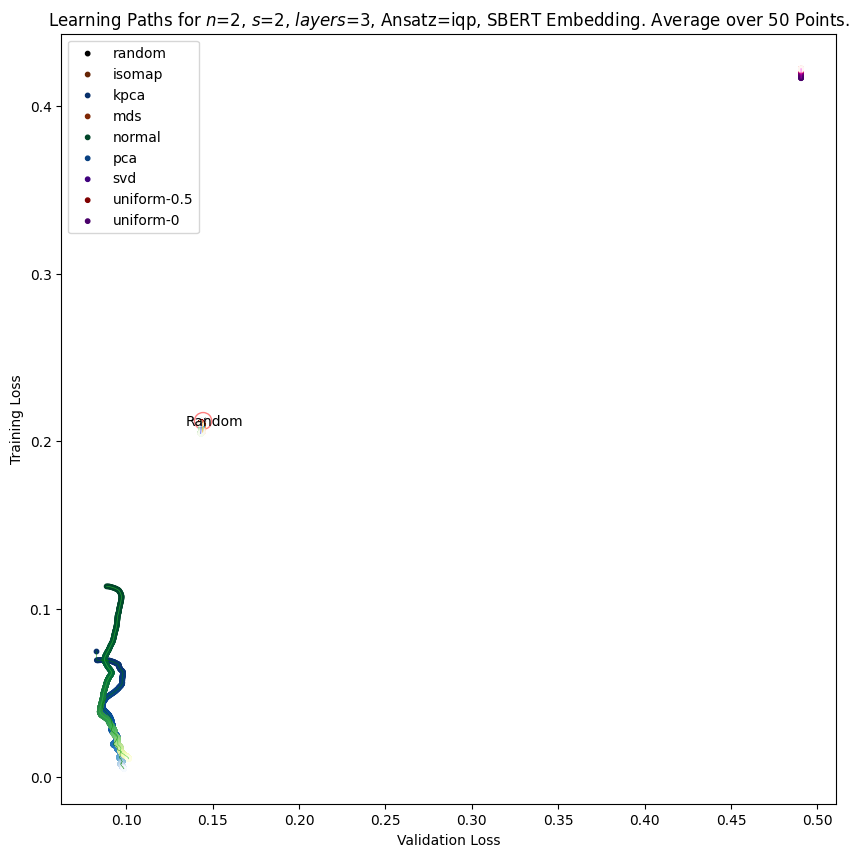 Learning Paths for n=2, s=2, layers=3, Ansatz=iqp, SBERT Embedding. Average over 50 Points.
random
isomap
kpca
mds
normal
pca
svd
uniform-0.5
uniform-0
0.4
0.3
0.2
0.1
0.0
Training Loss
Random
0.10
0.15
0.20
0.25
0.30
0.35
0.40
0.45
0.50
Validation Loss